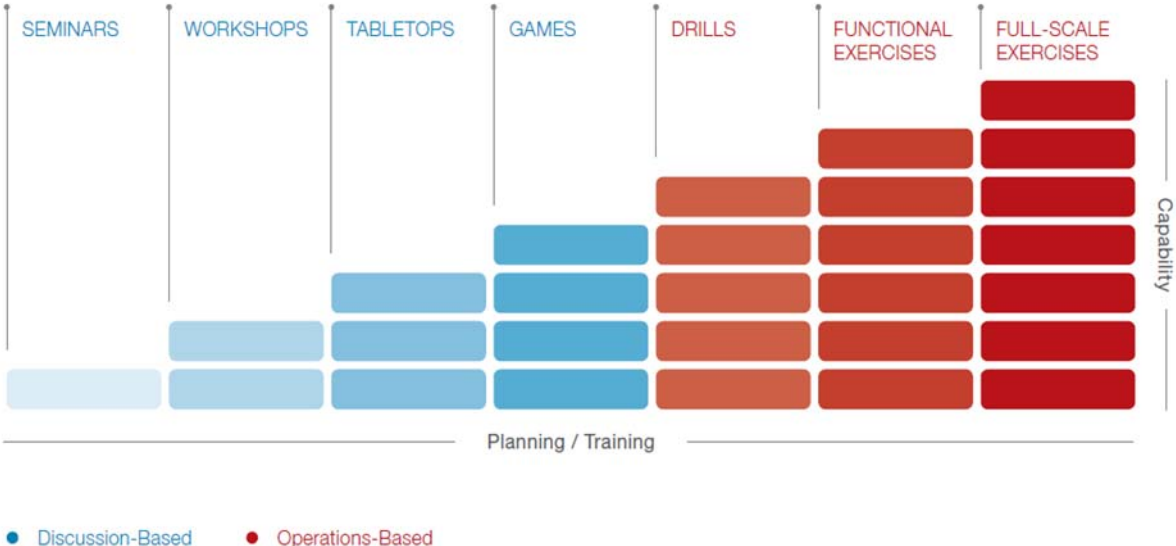 SEMINARS
WORKSHOPS
TABLETOPS
GAMES
DRILLS
FUNCTIONAL
EXERCISES
FULL-SCALE
EXERCISES
Capability
Planning / Training
Discussion-Based
Operations-Based